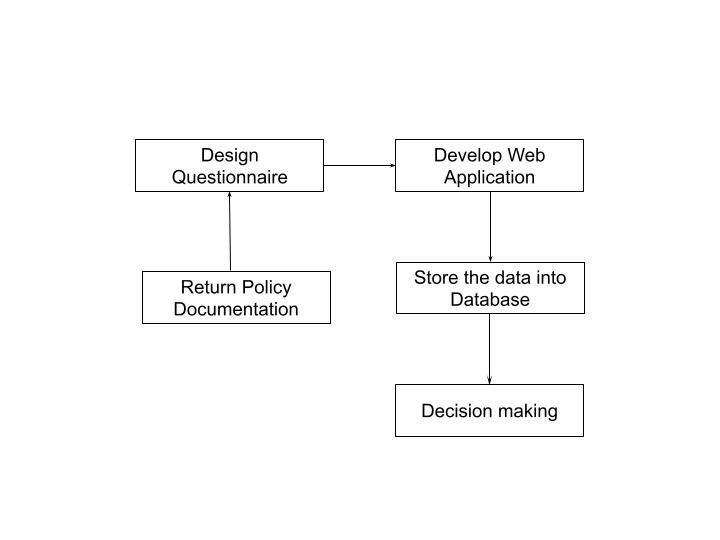 Design
Questionnaire
Develop Web
Application
Return Policy
Documentation
Store the data into
Database
Decision making